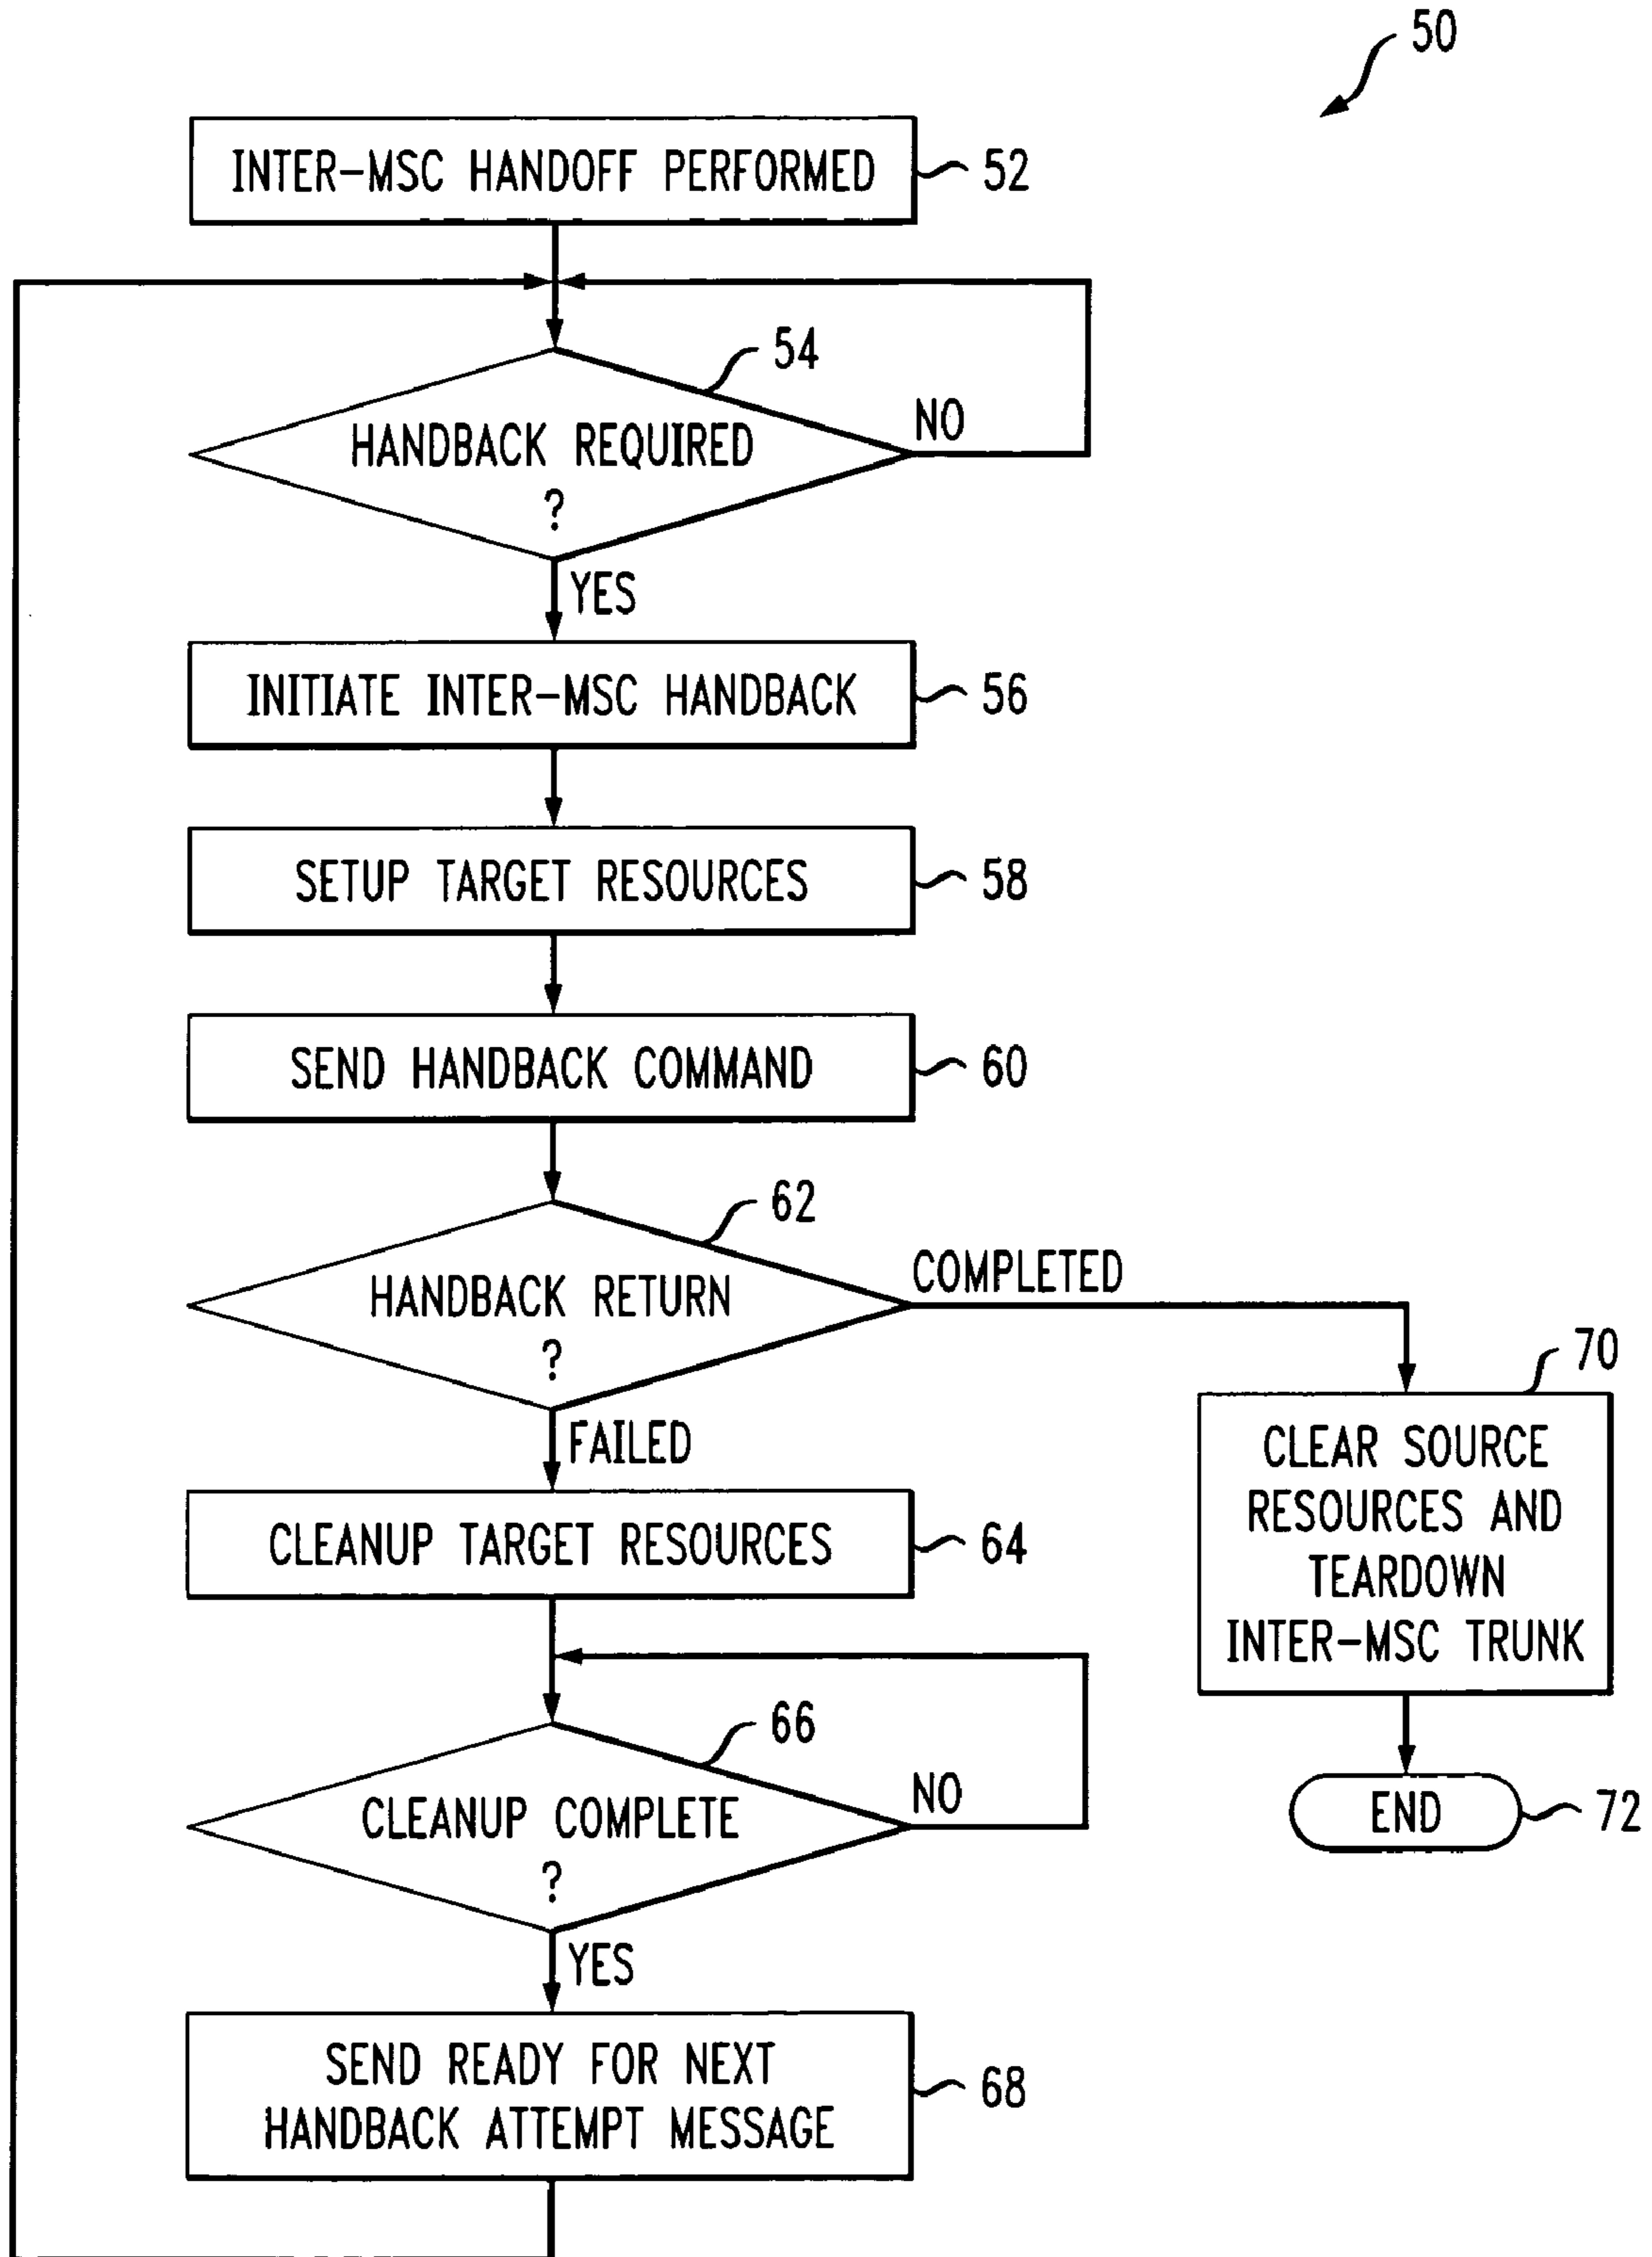 50
INTER-MSC HANDOFF PERFORMED
52
54
HANDBACK REQUIRED
?
NO
YES
INITIATE INTER-MSC HANDBACK
56
SETUP TARGET RESOURCES
58
SEND HANDBACK COMMAND
60
62
HANDBACK RETURN
?
COMPLETED
FAILED
70
CLEAR SOURCE
RESOURCES AND
TEARDOWN
INTER-MSC TRUNK
CLEANUP TARGET RESOURCES
64
66
CLEANUP COMPLETE
?
NO
END
72
YES
SEND READY FOR NEXT
HANDBACK ATTEMPT MESSAGE
68